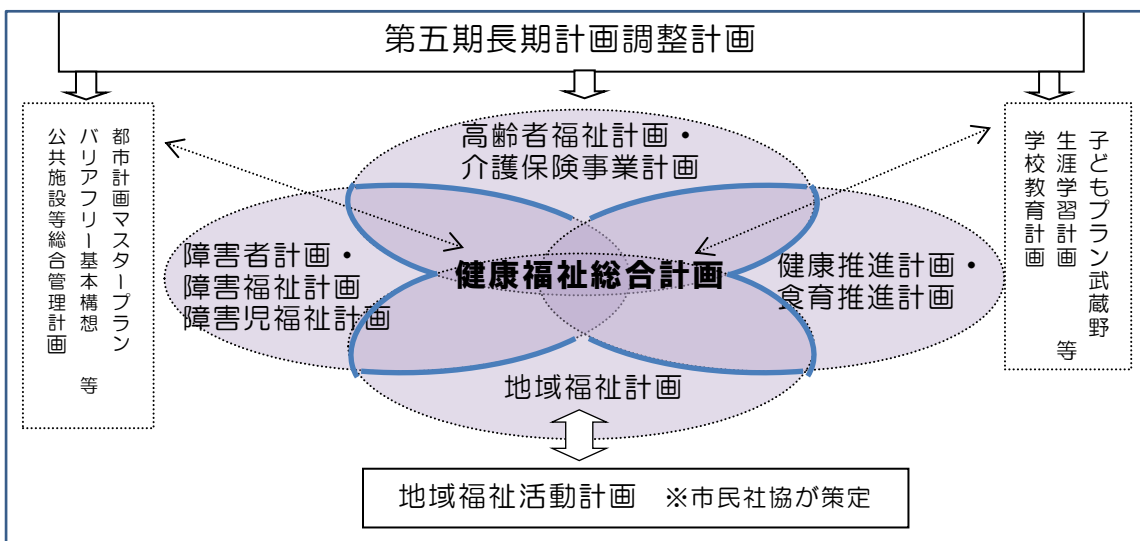 第五期長期計画調整計画
都市計画マスタープラン
バリアフリー基本構想 等
公共施設等総合管理計画
高齢者福祉計画・
介護保険事業計画
子どもプラン武蔵野
生涯学習計画 等
学校教育計画
障害者計画・
障害福祉計画
障害児福祉計画
健康福祉総合計画
健康推進計画・
食育推進計画
地域福祉計画
地域福祉活動計画 ※市民社協が策定